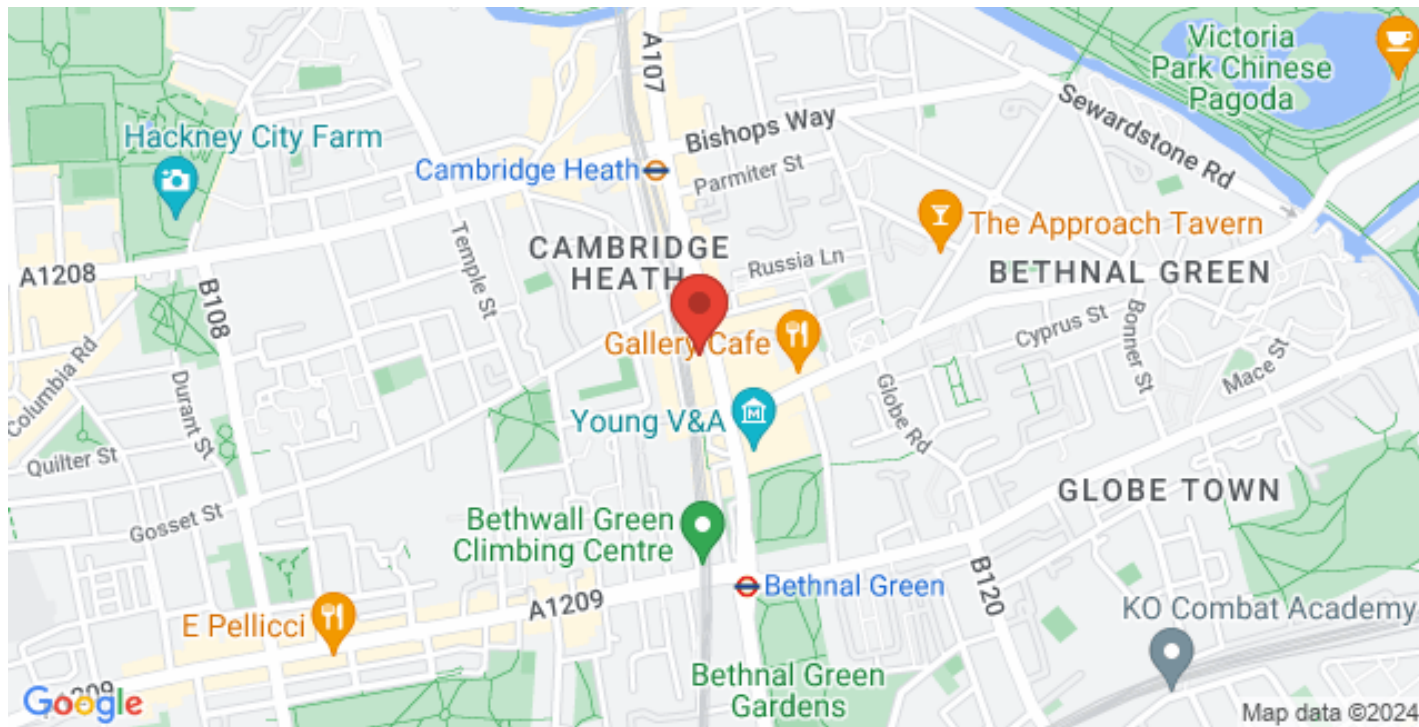 A107
Victoria
Park Chinese
Pagoda
Bishops Way
Sewardstone Rd
Hackney City Farm
Cambridge Heath
Parmiter St
Temple St
The Approach Tavern
CAMBRIDGE
HEATH
Russia Ln
BETHNAL GREEN
A1208
B108
Bonner St
Cyprus St
Gallery Cafe
Mace St
Columbia Rd
Durant St
Globe Rd
Young V&A
Quilter St
GLOBE TOWN
Gosset St
Bethwall Green
Climbing Centre
B120
Bethnal Green
A1209
KO Combat Academy
E Pellicci
Bethnal Green
Gardens
A1209
Google
Map data ©2024